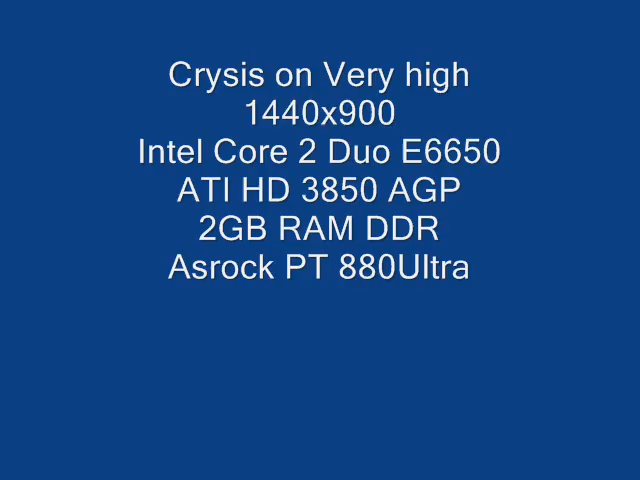 Crysis on Very high
1440x900
Intel Core 2 Duo E6650
ATI HD 3850 AGP
2GB RAM DDR
Asrock PT 880Ultra